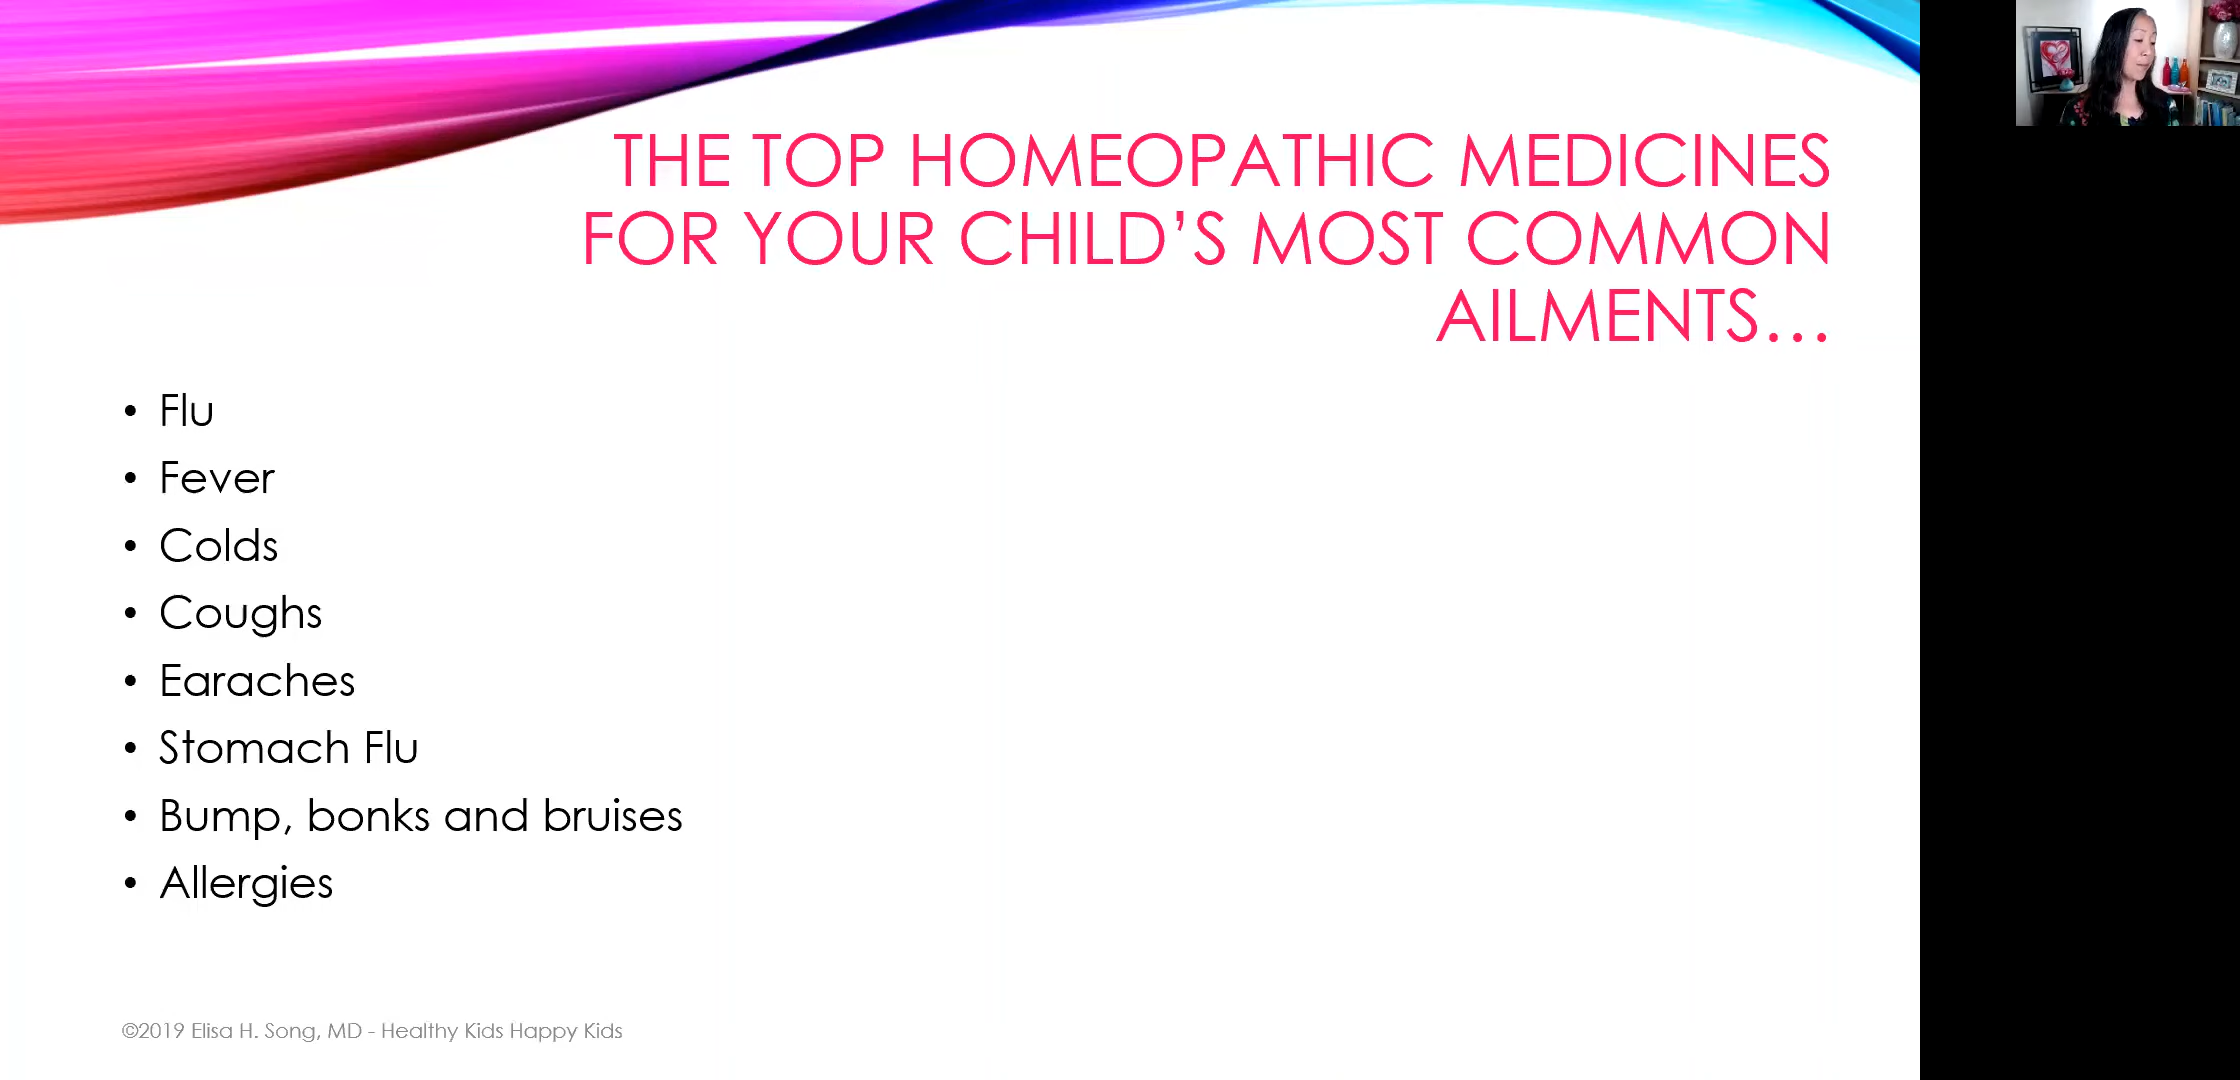 THE TOP HOMEOPATHIC MEDICINES
FOR YOUR CHILD’S MOST COMMON
AILMENTS…
• Flu
• Fever
• Colds
• Coughs
• Earaches
• Stomach Flu
• Bump, bonks and bruises
• Allergies
©2019 Elisa H. Song, MD - Healthy Kids Happy Kids